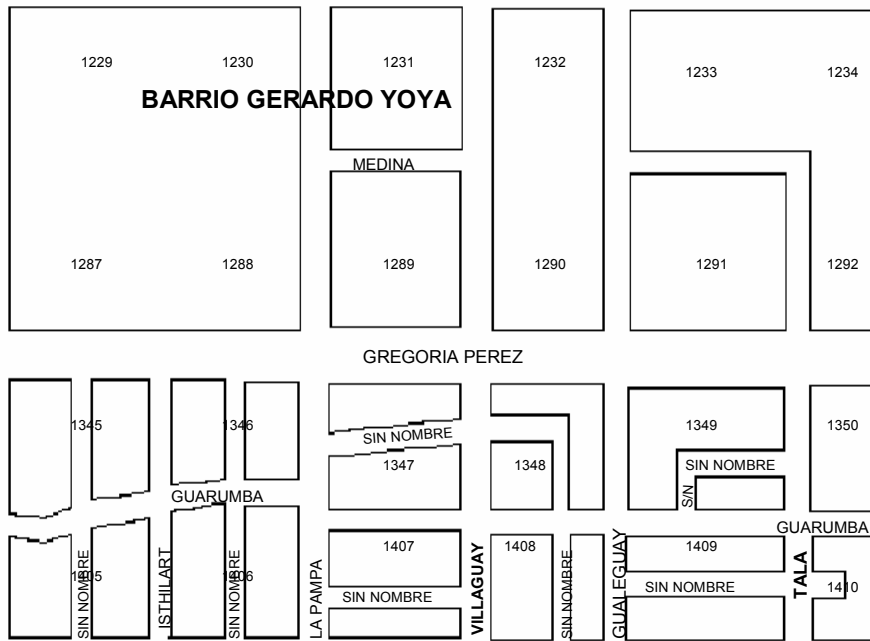 1229 1230 1231 1232 1233 1234
BARRIO GERARDO YOYA
MEDINA
1287 1288 1289 1290 1291 1292
GREGORIA PEREZ
1345 1346 SIN NOMBRE 1349 1350
1347 1348 SIN NOMBRE
GUARUMBA
S/N
GUARUMBA
1407 1408 1409
1405 1406 SIN NOMBRE SIN NOMBRE 1410
SIN NOMBRE
ISTHILART
SIN NOMBRE
LA PAMPA
VILLAGUAY
SIN NOMBRE
GUALEGUAY
TALA